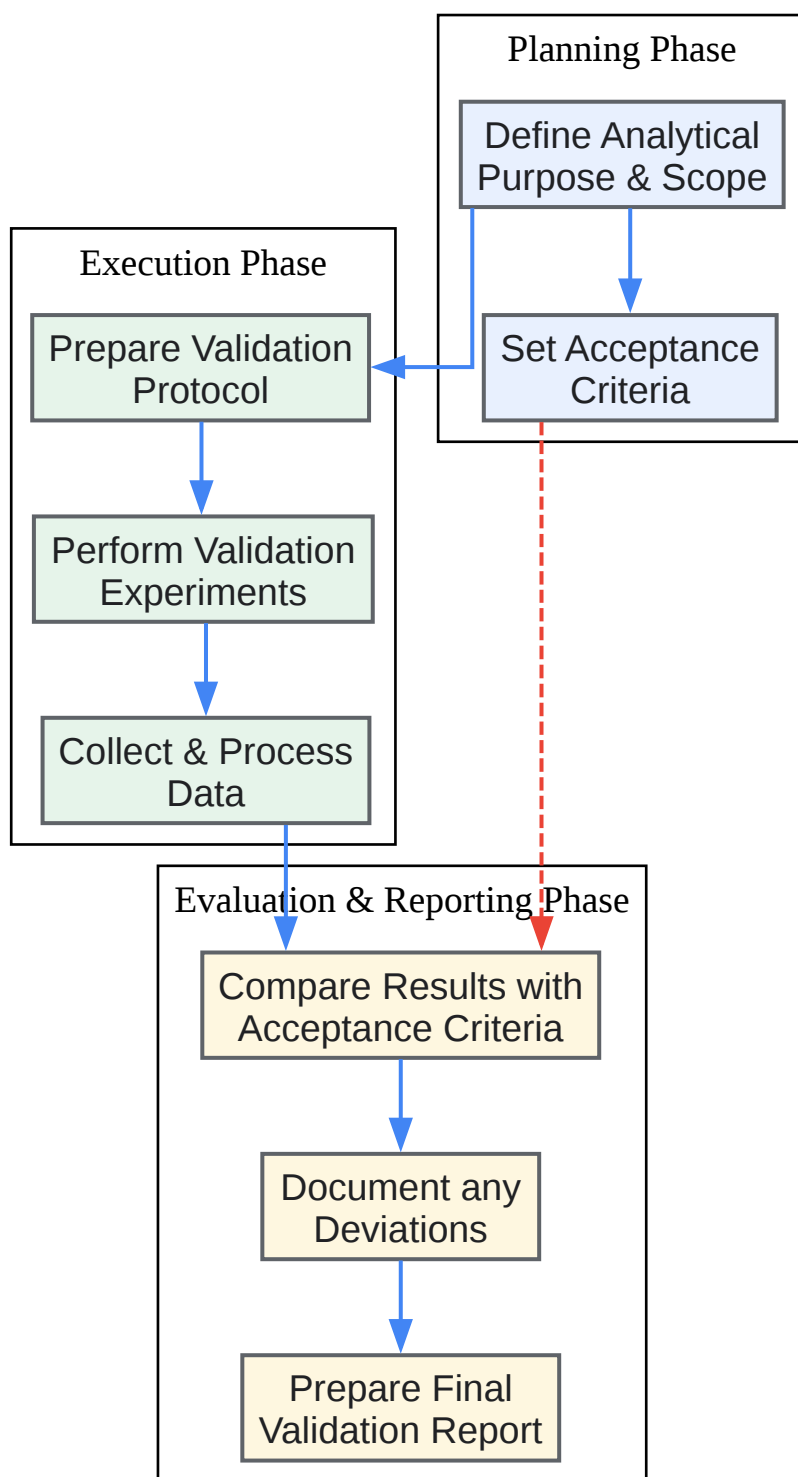 Planning Phase
Define Analytical
Purpose & Scope
Set Acceptance
Criteria
Execution Phase
Prepare Validation
Protocol
Perform Validation
Experiments
Collect & Process
Data
Evaluation & Reporting Phase
Compare Results with
Acceptance Criteria
Document any
Deviations
Prepare Final
Validation Report